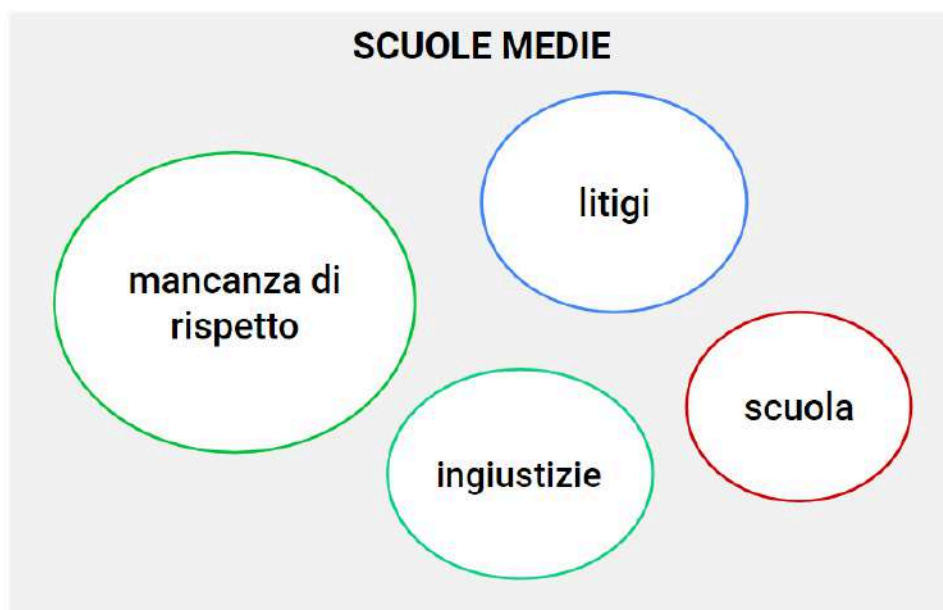 SCUOLE MEDIE
litigi
mancanza di
rispetto
scuola
ingiustizie